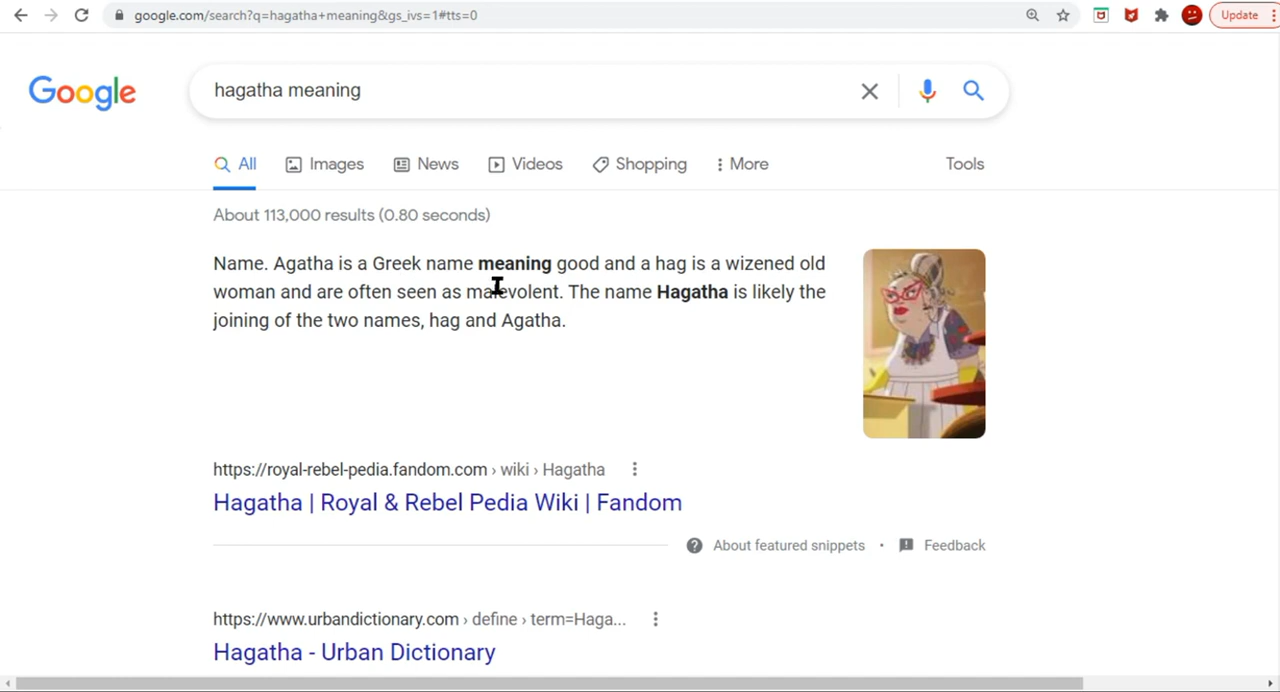 google.com/search?q=hagatha+meaning&gs_ivs=1#tts=0 Update
Google hagatha meaning
All Images News Videos Shopping More Tools
About 113,000 results (0.80 seconds)
Name. Agatha is a Greek name meaning good and a hag is a wizened old
woman and are often seen as malevolent. The name Hagatha is likely the
joining of the two names, hag and Agatha.
https://royal-rebel-pedia.fandom.com › wiki › Hagatha
Hagatha | Royal & Rebel Pedia Wiki | Fandom
About featured snippets • Feedback
https://www.urbandictionary.com › define › term=Haga...
Hagatha - Urban Dictionary